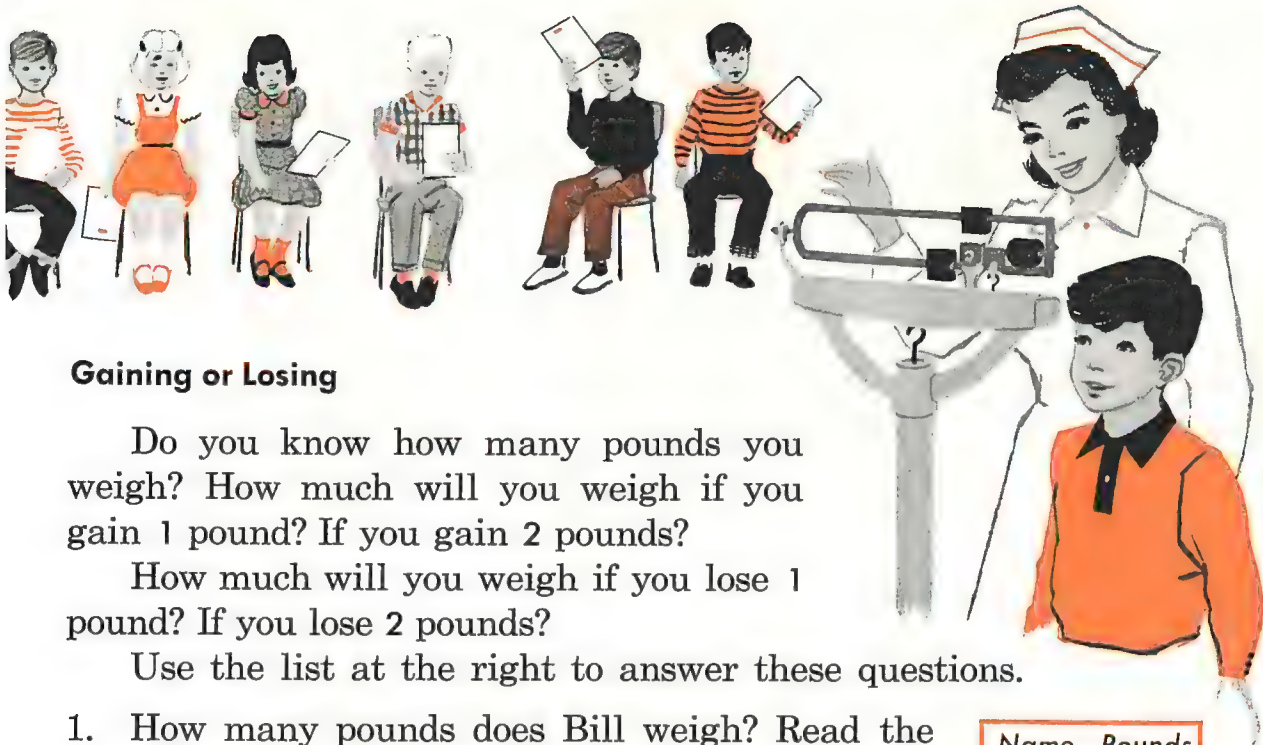 Gaining or Losing
Do you know how many pounds you
weigh? How much will you weigh if you
gain 1 pound? If you gain 2 pounds?
How much will you weigh if you lose 1
pound? If you lose 2 pounds?
Use the list at the right to answer these questions.
1. How many pounds does Bill weigh? Read the
Name Pounds